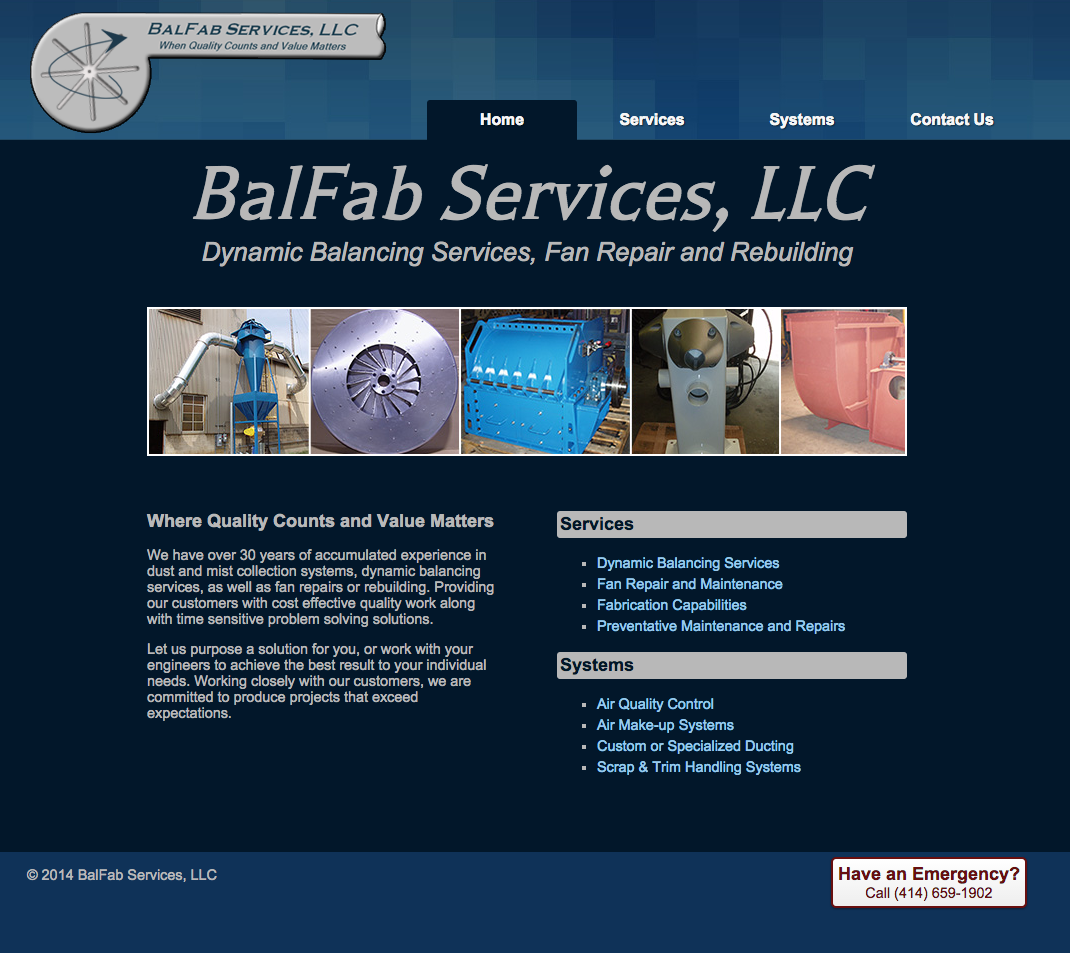 BALFAB SERVICES, LLC
When Quality Counts and Value Matters
Home Services Systems Contact Us
BalFab Services, LLC
Dynamic Balancing Services, Fan Repair and Rebuilding
Where Quality Counts and Value Matters
We have over 30 years of accumulated experience in
dust and mist collection systems, dynamic balancing
services, as well as fan repairs or rebuilding. Providing
our customers with cost effective quality work along
with time sensitive problem solving solutions.
Let us purpose a solution for you, or work with your
engineers to achieve the best result to your individual
needs. Working closely with our customers, we are
committed to produce projects that exceed
expectations.
Services
Dynamic Balancing Services
Fan Repair and Maintenance
Fabrication Capabilities
Preventative Maintenance and Repairs
Systems
Air Quality Control
Air Make-up Systems
Custom or Specialized Ducting
Scrap & Trim Handling Systems
© 2014 BalFab Services, LLC
Have an Emergency?
Call (414) 659-1902